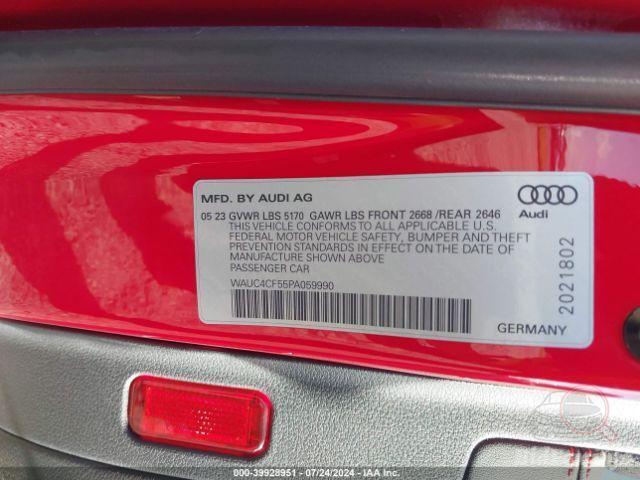 MFD. BY AUDI AG
05 23 GVWR LBS 5170 GAWR LBS FRONT 2668 /REAR 2646
THIS VEHICLE CONFORMS TO ALL APPLICABLE U.S.
FEDERAL MOTOR VEHICLE SAFETY, BUMPER AND THEFT
PREVENTION STANDARDS IN EFFECT ON THE DATE OF
MANUFACTURE SHOWN ABOVE
PASSENGER CAR
WAUC4CF55PA059990
Audi
2021802
GERMANY
000-39928951 / 07/24/2024 / IAA Inc.